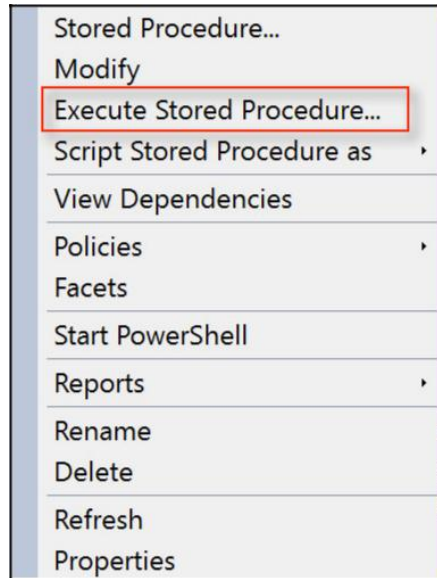 Stored Procedure...
Modify
Execute Stored Procedure...
Script Stored Procedure as
View Dependencies
Policies
Facets
Start PowerShell
Reports
Rename
Delete
Refresh
Properties